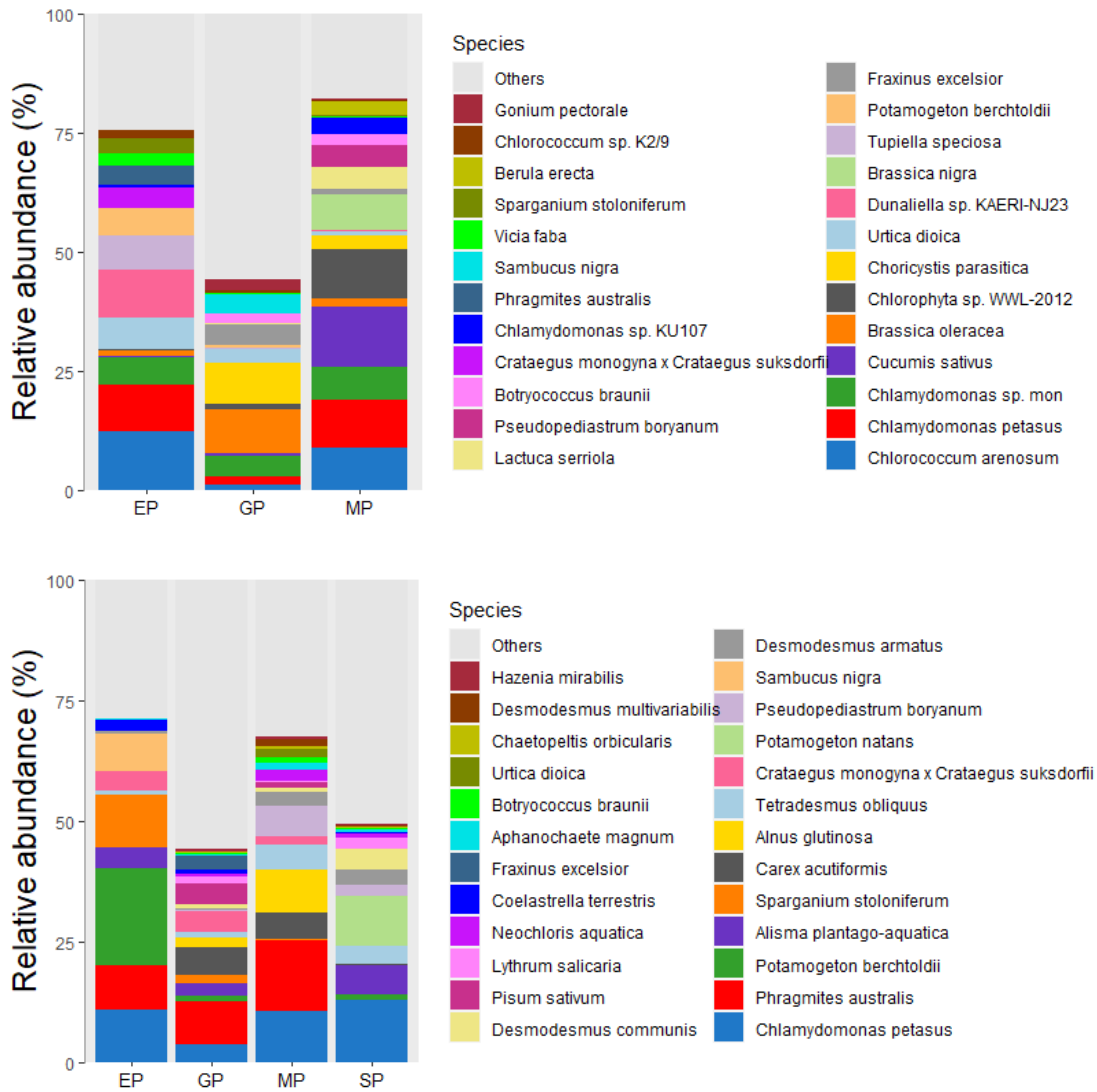 Relative abundance (%)
100
75
50
25
0
EP GP MP
Species
Others
Gonium pectorale
Chlorococcum sp. K2/9
Berula erecta
Sparganium stoloniferum
Vicia faba
Sambucus nigra
Phragmites australis
Chlamydomonas sp. KU107
Crataegus monogyna x Crataegus suksdorfii
Botryococcus braunii
Pseudopediastrum boryanum
Lactuca serriola
Fraxinus excelsior
Potamogeton berchtoldii
Tupiella speciosa
Brassica nigra
Dunaliella sp. KAERI-NJ23
Urtica dioica
Choricystis parasitica
Chlorophyta sp. WWL-2012
Brassica oleracea
Cucumis sativus
Chlamydomonas sp. mon
Chlamydomonas petasus
Chlorococcum arenosum
Relative abundance (%)
100
75
50
25
0
EP GP MP SP
Species
Others
Hazenia mirabilis
Desmodesmus multivariabilis
Chaetopeltis orbicularis
Urtica dioica
Botryococcus braunii
Aphanochaete magnum
Fraxinus excelsior
Coelastrella terrestris
Neochloris aquatica
Lythrum salicaria
Pisum sativum
Desmodesmus communis
Desmodesmus armatus
Sambucus nigra
Pseudopediastrum boryanum
Potamogeton natans
Crataegus monogyna x Crataegus suksdorfii
Tetradesmus obliquus
Alnus glutinosa
Carex acutiformis
Sparganium stoloniferum
Alisma plantago-aquatica
Potamogeton berchtoldii
Phragmites australis
Chlamydomonas petasus